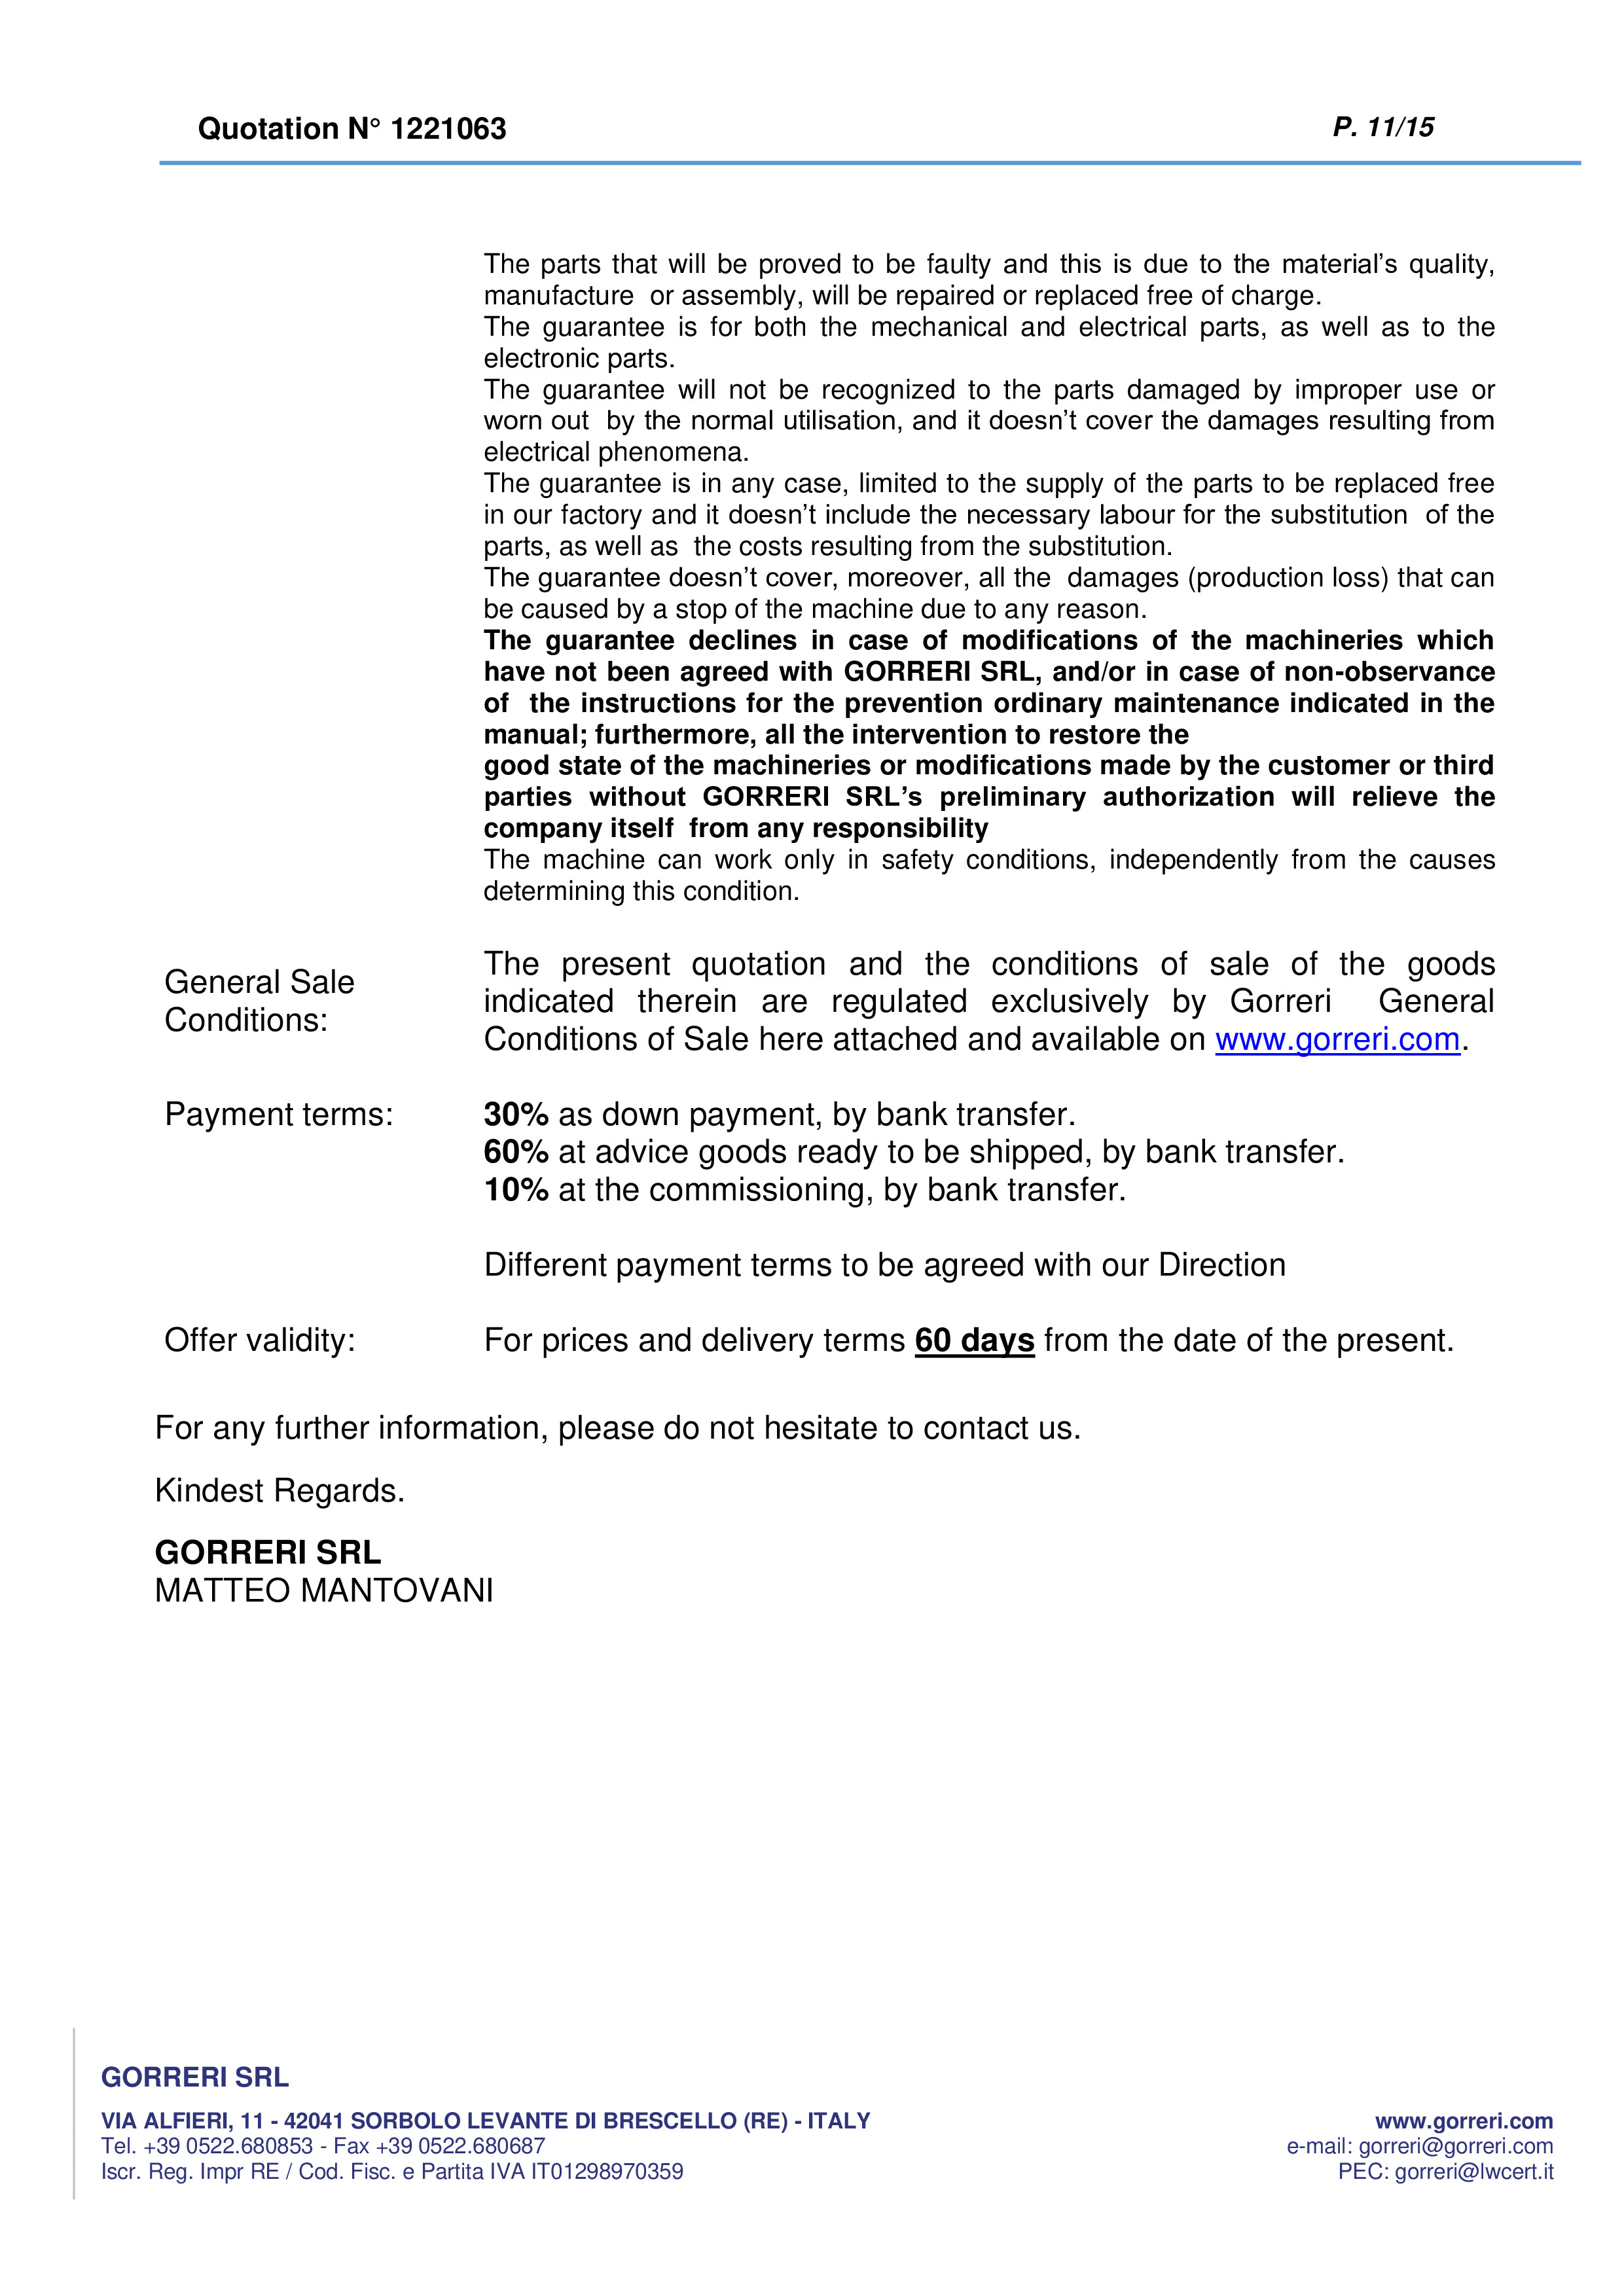 Quotation N° 1221063
P. 11/15
The parts that will be proved to be faulty and this is due to the material’s quality,
manufacture or assembly, will be repaired or replaced free of charge.
The guarantee is for both the mechanical and electrical parts, as well as to the
electronic parts.
The guarantee will not be recognized to the parts damaged by improper use or
worn out by the normal utilisation, and it doesn’t cover the damages resulting from
electrical phenomena.
The guarantee is in any case, limited to the supply of the parts to be replaced free
in our factory and it doesn’t include the necessary labour for the substitution of the
parts, as well as the costs resulting from the substitution.
The guarantee doesn’t cover, moreover, all the damages (production loss) that can
be caused by a stop of the machine due to any reason.
The guarantee declines in case of modifications of the machineries which
have not been agreed with GORRERI SRL, and/or in case of non-observance
of the instructions for the prevention ordinary maintenance indicated in the
manual; furthermore, all the intervention to restore the
good state of the machineries or modifications made by the customer or third
parties without GORRERI SRL’s preliminary authorization will relieve the
company itself from any responsibility
The machine can work only in safety conditions, independently from the causes
determining this condition.
General Sale
Conditions:
The present quotation and the conditions of sale of the goods
indicated therein are regulated exclusively by Gorreri General
Conditions of Sale here attached and available on www.gorreri.com.
Payment terms:
30% as down payment, by bank transfer.
60% at advice goods ready to be shipped, by bank transfer.
10% at the commissioning, by bank transfer.
Different payment terms to be agreed with our Direction
Offer validity:
For prices and delivery terms 60 days from the date of the present.
For any further information, please do not hesitate to contact us.
Kindest Regards.
GORRERI SRL
MATTEO MANTOVANI
GORRERI SRL
VIA ALFIERI, 11 - 42041 SORBOLO LEVANTE DI BRESCELLO (RE) - ITALY
Tel. +39 0522.680853 - Fax +39 0522.680687
Iscr. Reg. Impr RE / Cod. Fisc. e Partita IVA IT01298970359
www.gorreri.com
e-mail: gorreri@gorreri.com
PEC: gorreri@lwcert.it